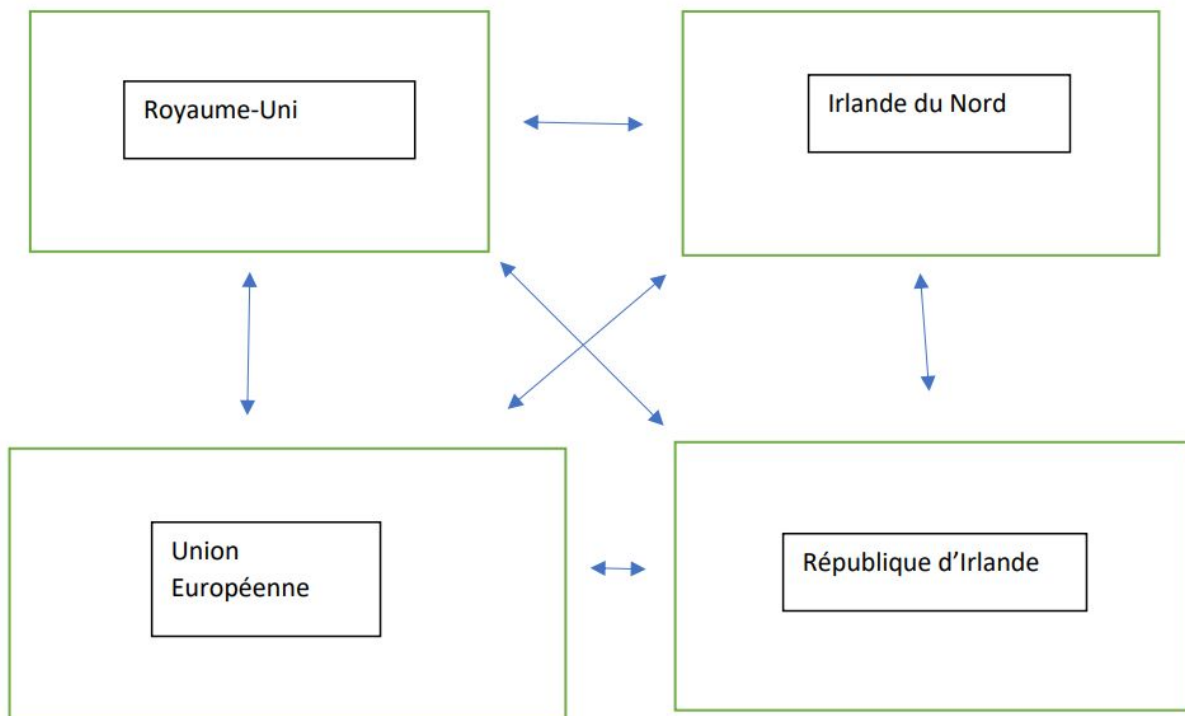 Royaume-Uni
Irlande du Nord
Union
Européenne
République d’Irlande